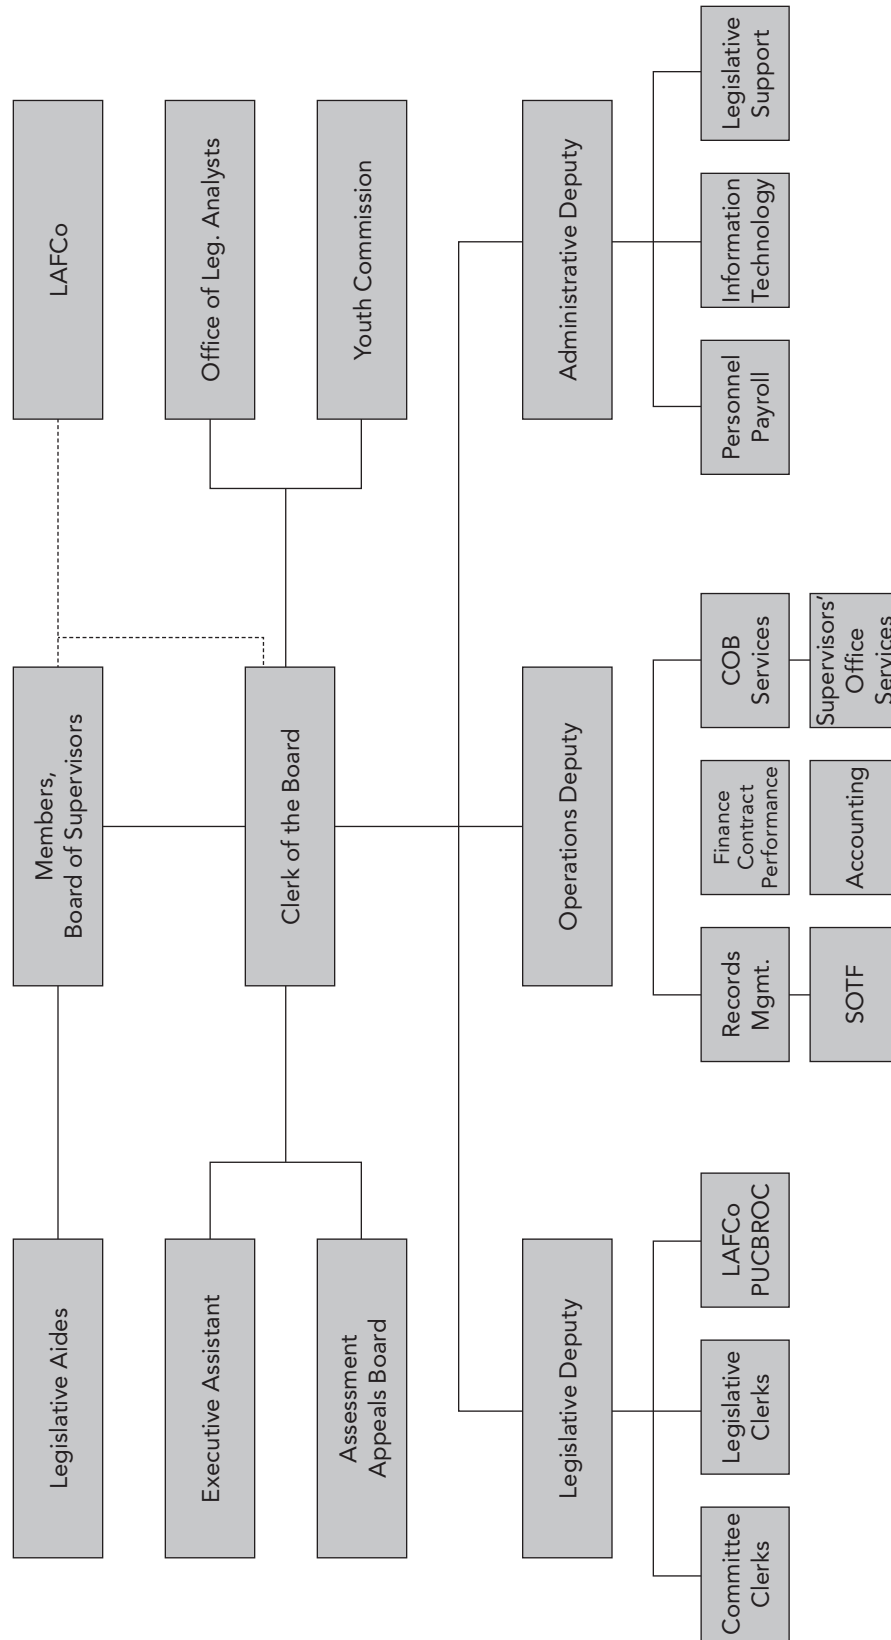 Legislative Aides
Members,
Board of Supervisors
LAFCo
Executive Assistant
Office of Leg. Analysts
Clerk of the Board
Assessment
Appeals Board
Youth Commission
Legislative Deputy
Operations Deputy
Administrative Deputy
Committee
Clerks
Legislative
Clerks
LAFCo
PUCBROC
Records
Mgmt.
Finance
Contract
Performance
COB
Services
Personnel
Payroll
Information
Technology
Legislative
Support
SOTF
Accounting
Supervisors’
Office
Services